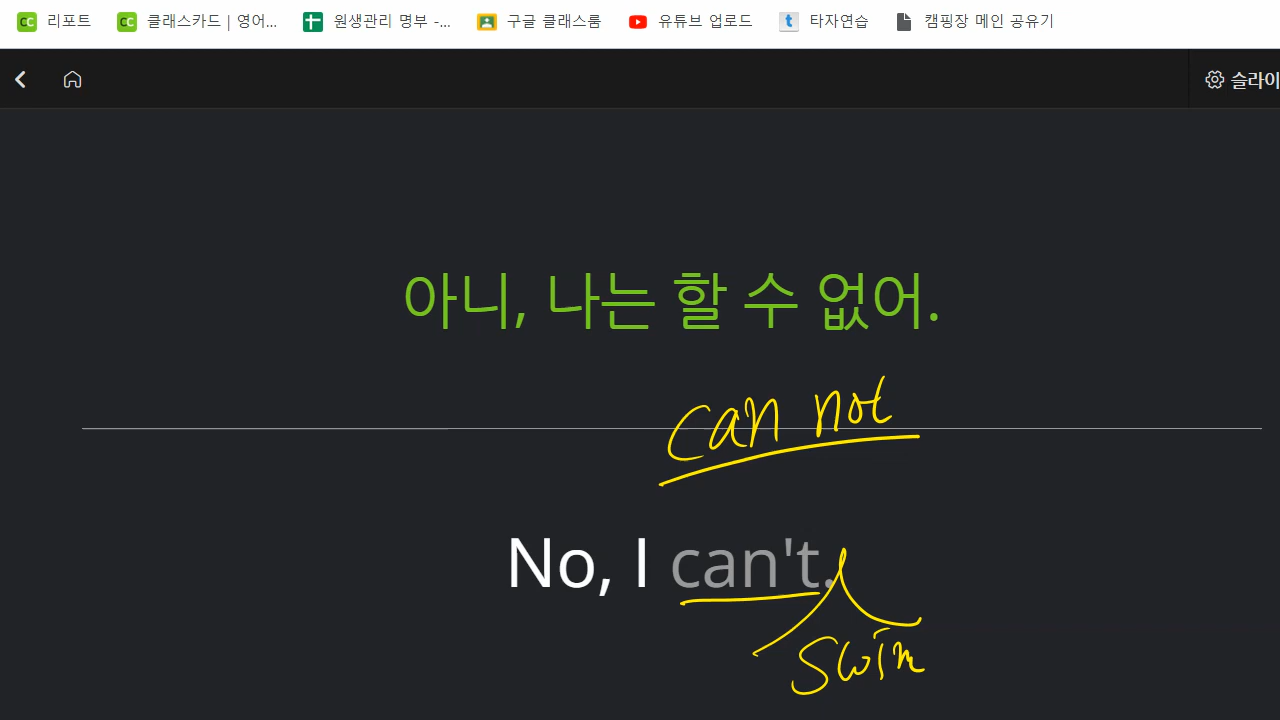 리포트 클래스카드 | 영어... 원생관리 명부 -... 구글 클래스룸 유튜브 업로드 타자연습 캠핑장 메인 공유기
슬라이
아니, 나는 할 수 없어.
can not
No, I can't.
swim